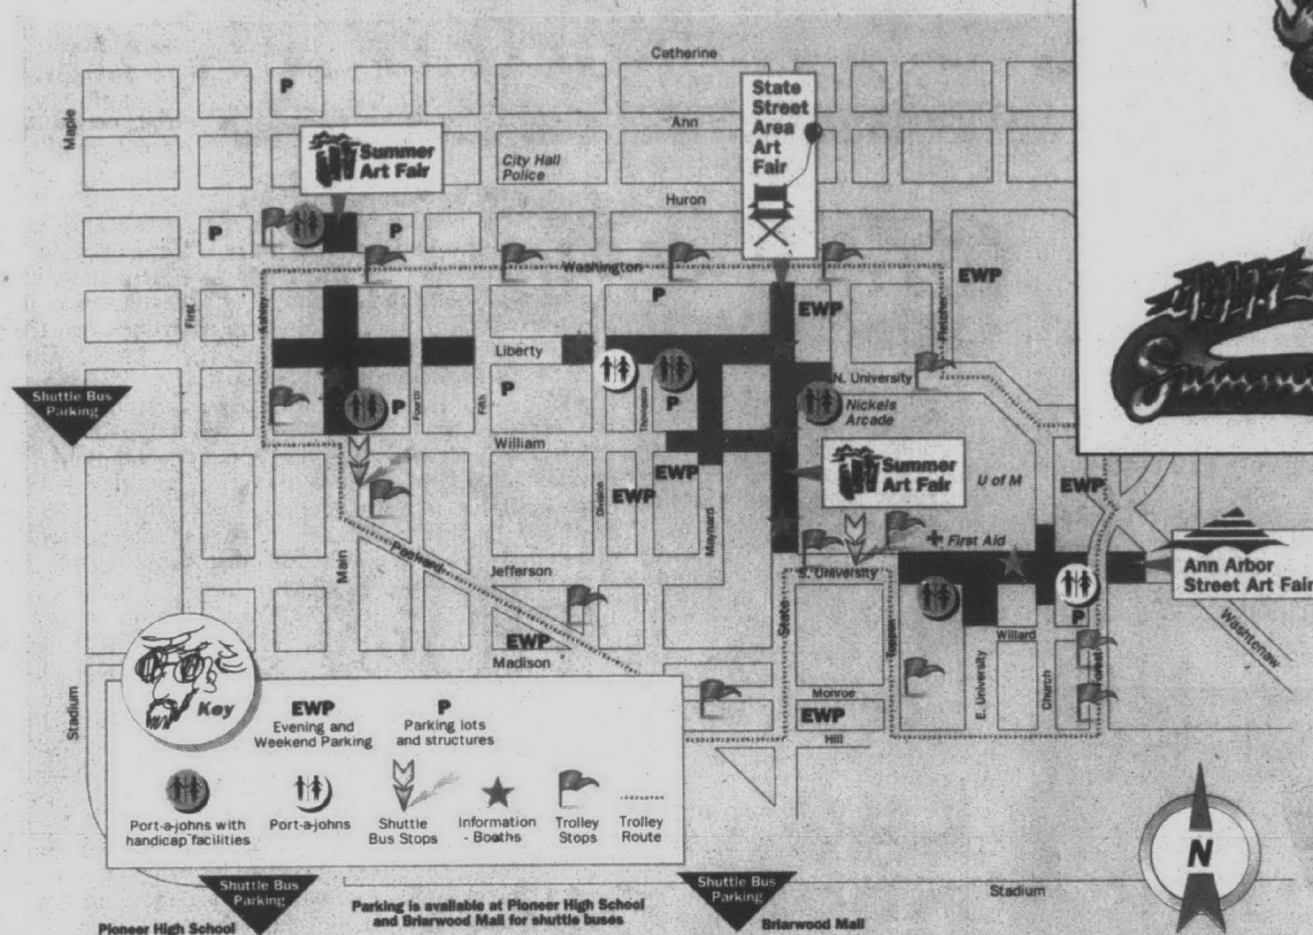 Catherine
Maple
P
Ann
State
Street
Area
Art
Fair
Summer
Art Fair
City Hall
Police
Huron
P
P
Washington
EWP
First
Ashley
P
EWP
Fletcher
Liberty
Shuttle Bus
Parking
P
Fourth
Fifth
P
Thompson
P
N. University
Nickels
Arcade
William
Summer
Art Fair
U of M
EWP
EWP
Division
EWP
Maynard
First Aid
Main
Packard
Jefferson
S. University
Ann Arbor
Street Art Fair
EWP
Madison
State
Tappan
Willard
P
Forest
Washtenaw
E. University
Church
Monroe
EWP
Hill
Stadium
Key
EWP
Evening and
Weekend Parking
P
Parking lots
and structures
Port-a-johns with
handicap facilities
Port-a-johns
Shuttle
Bus Stops
Information
- Booths
Trolley
Stops
Trolley
Route
N
Shuttle Bus
Parking
Pioneer High School
Parking is available at Pioneer High School
and Briarwood Mall for shuttle buses
Shuttle Bus
Parking
Briarwood Mall
Stadium